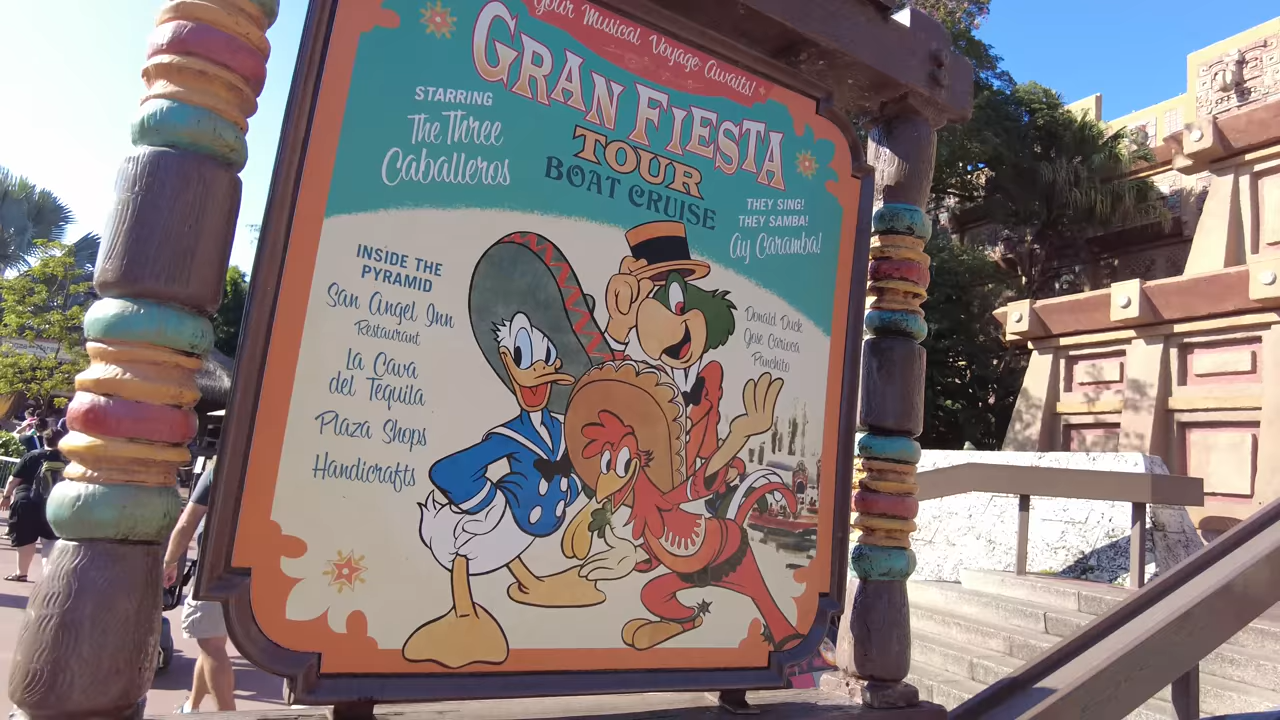 Your Musical Voyage Awaits!
GRAN FIESTA
TOUR
BOAT CRUISE
STARRING
The Three
Caballeros
THEY SING!
THEY SAMBA!
Ay Caramba!
INSIDE THE
PYRAMID
San Angel Inn
Restaurant
La Cava
del Tequila
Plaza Shops
Handicrafts
Donald Duck
Jose Carioca
Panchito